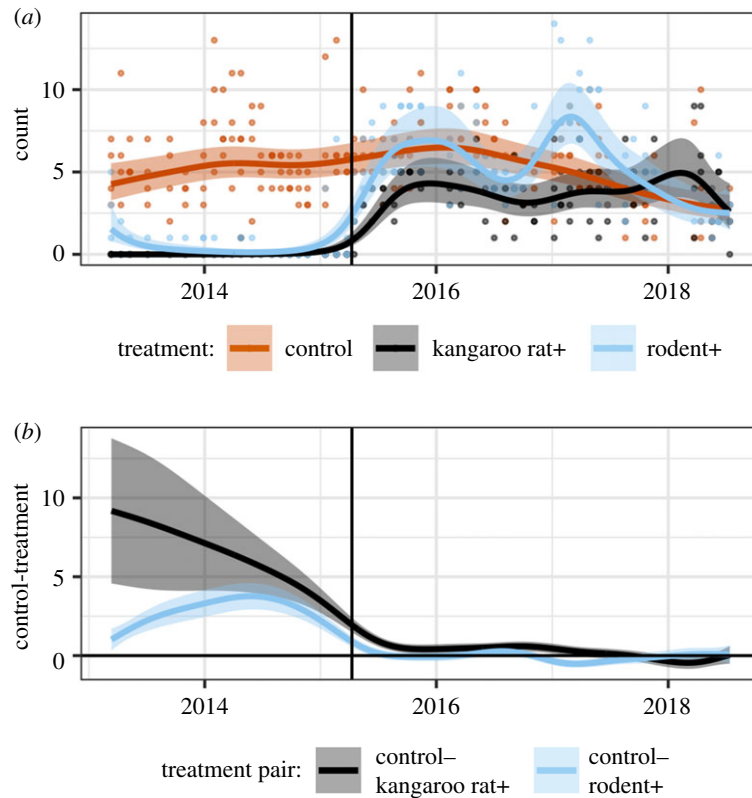 (a)
count
10
5
0
2014 2016 2018
treatment: control kangaroo rat+ rodent+
(b)
control-treatment
10
5
0
2014 2016 2018
treatment pair: control– kangaroo rat+ control– rodent+